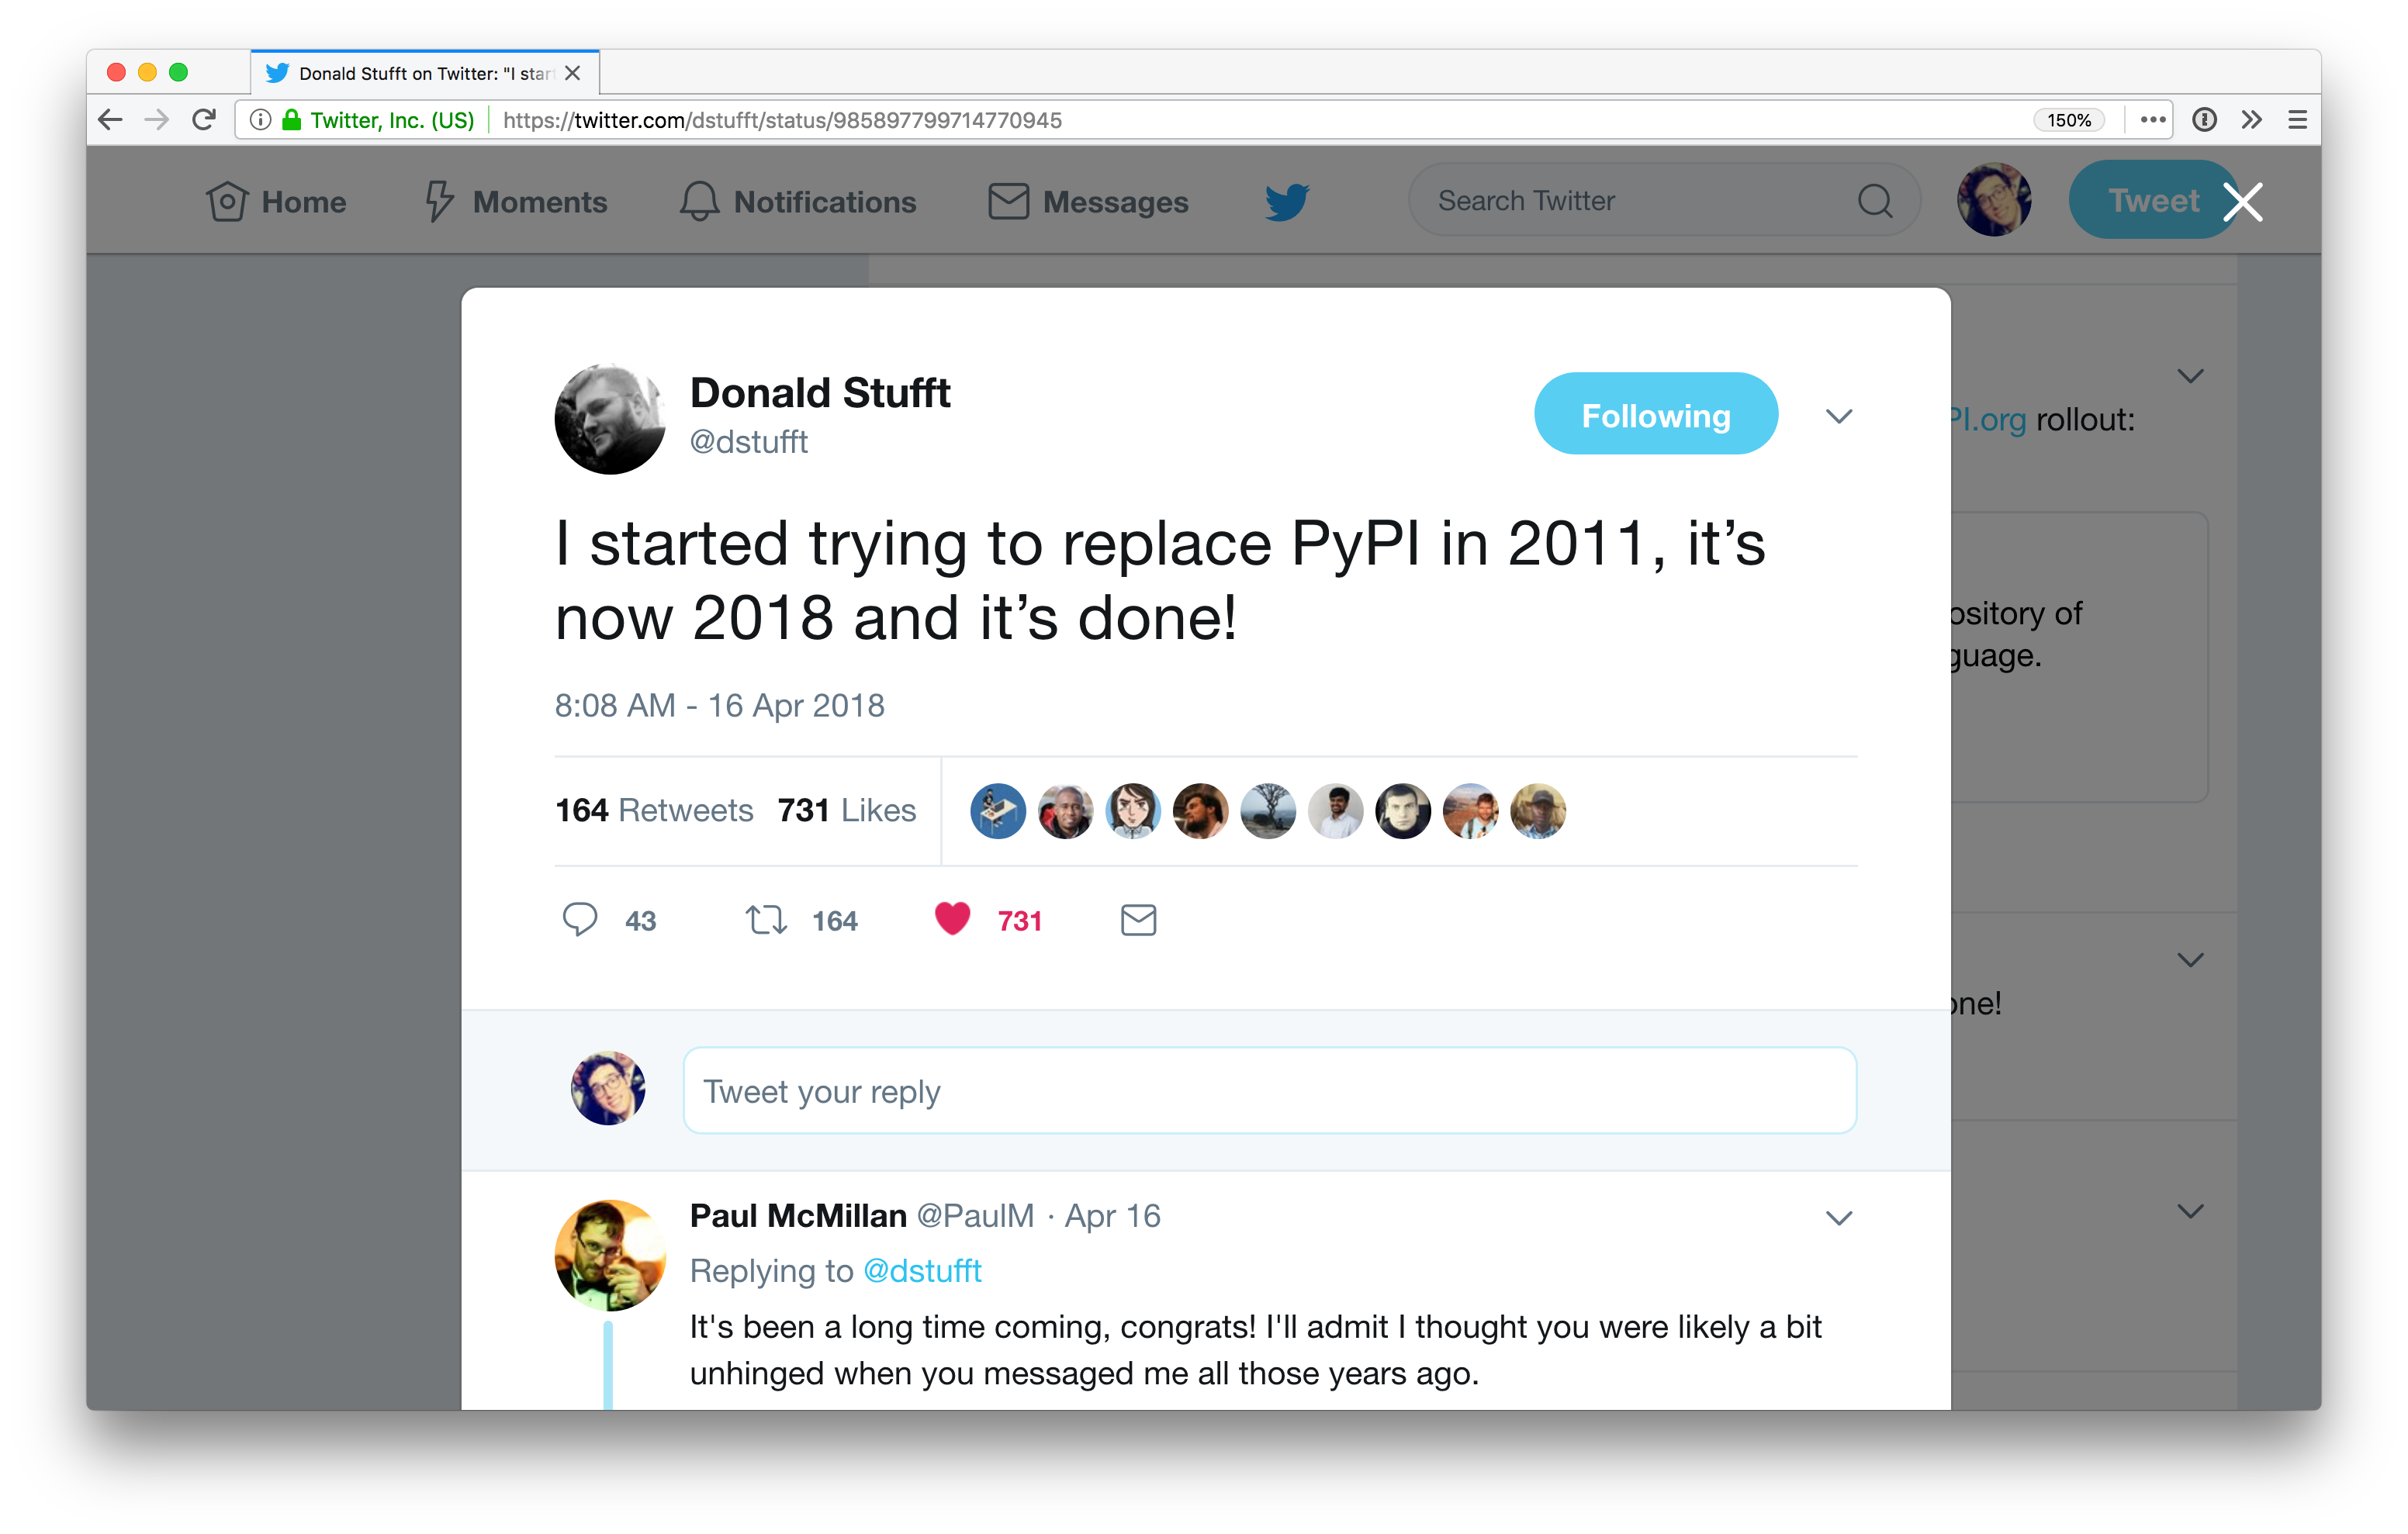 Donald Stufft on Twitter: "I star
Twitter, Inc. (US) https://twitter.com/dstufft/status/985897799714770945 150%
Home Moments Notifications Messages Search Twitter Tweet
Donald Stufft
@dstufft
Following
I started trying to replace PyPI in 2011, it’s
now 2018 and it’s done!
8:08 AM - 16 Apr 2018
164 Retweets 731 Likes
43 164 731
Tweet your reply
Paul McMillan @PaulM · Apr 16
Replying to @dstufft
It's been a long time coming, congrats! I'll admit I thought you were likely a bit
unhinged when you messaged me all those years ago.
PI.org rollout:
ository of
guage.
one!